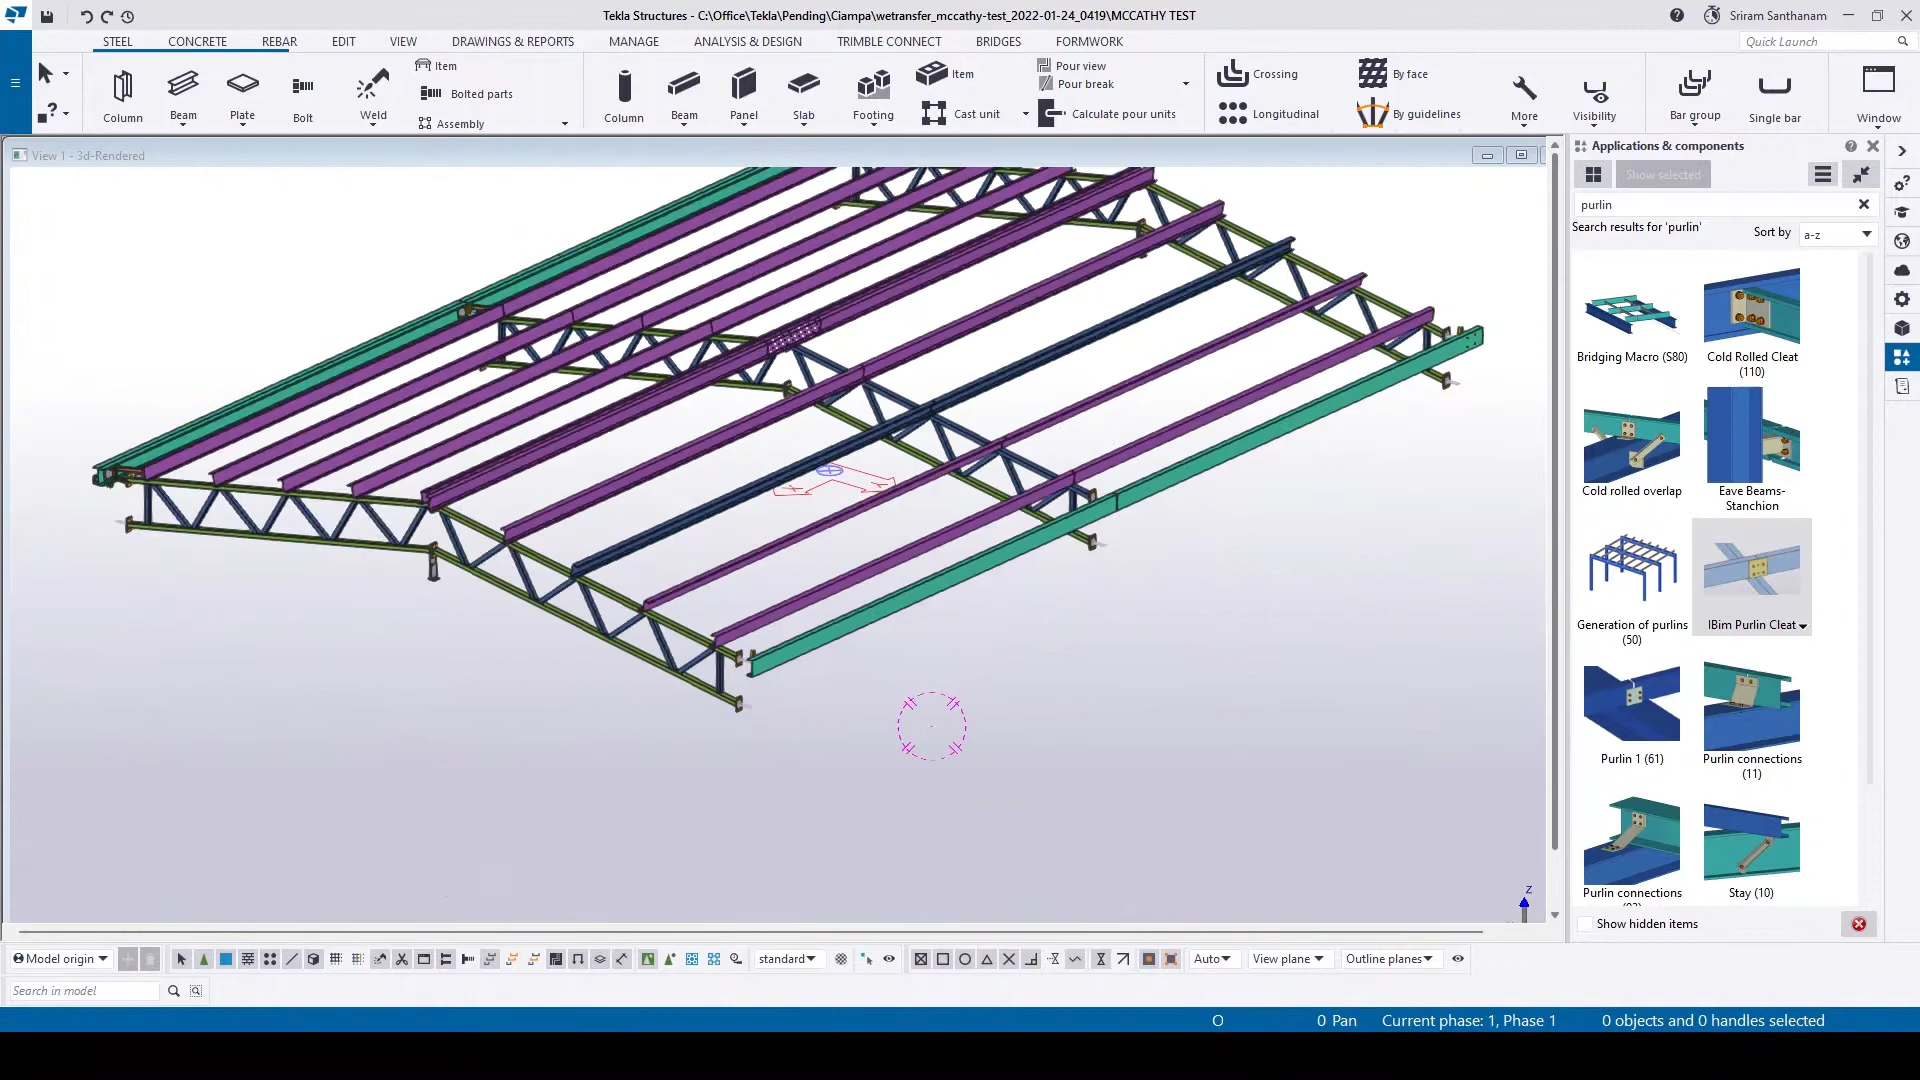 Tekla Structures - C:\Office\Tekla\Pending\Ciampa\wetransfer_mccathy-test_2022-01-24_0419\MCCATHY TEST
Sriram Santhanam
STEEL CONCRETE REBAR EDIT VIEW DRAWINGS & REPORTS MANAGE ANALYSIS & DESIGN TRIMBLE CONNECT BRIDGES FORMWORK
Quick Launch
Column Beam Plate Bolt Weld
Item
Bolted parts
Assembly
Column Beam Panel Slab Footing
Item
Cast unit
Pour view
Pour break
Calculate pour units
Crossing
Longitudinal
By face
By guidelines
More Visibility Bar group Single bar Window
View 1 - 3d-Rendered
Applications & components
Show selected
purlin
Search results for 'purlin'
Sort by a-z
Bridging Macro (S80)
Cold Rolled Cleat
(110)
Cold rolled overlap
Eave Beams-
Stanchion
Generation of purlins
(50)
IBim Purlin Cleat
Purlin 1 (61)
Purlin connections
(11)
Purlin connections
Stay (10)
Z
Show hidden items
Model origin
standard
Auto View plane Outline planes
Search in model
O 0 Pan Current phase: 1, Phase 1 0 objects and 0 handles selected